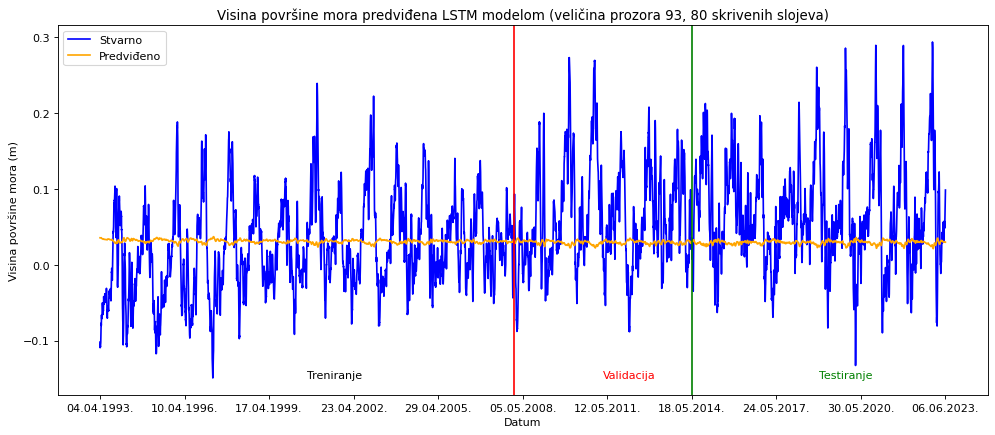 Visina površine mora predviđena LSTM modelom (veličina prozora 93, 80 skrivenih slojeva)
Stvarno
Predviđeno
Visina površine mora (m)
0.3
0.2
0.1
0.0
−0.1
Treniranje
Validacija
Testiranje
04.04.1993.
10.04.1996.
17.04.1999.
23.04.2002.
29.04.2005.
05.05.2008.
12.05.2011.
18.05.2014.
24.05.2017.
30.05.2020.
06.06.2023.
Datum